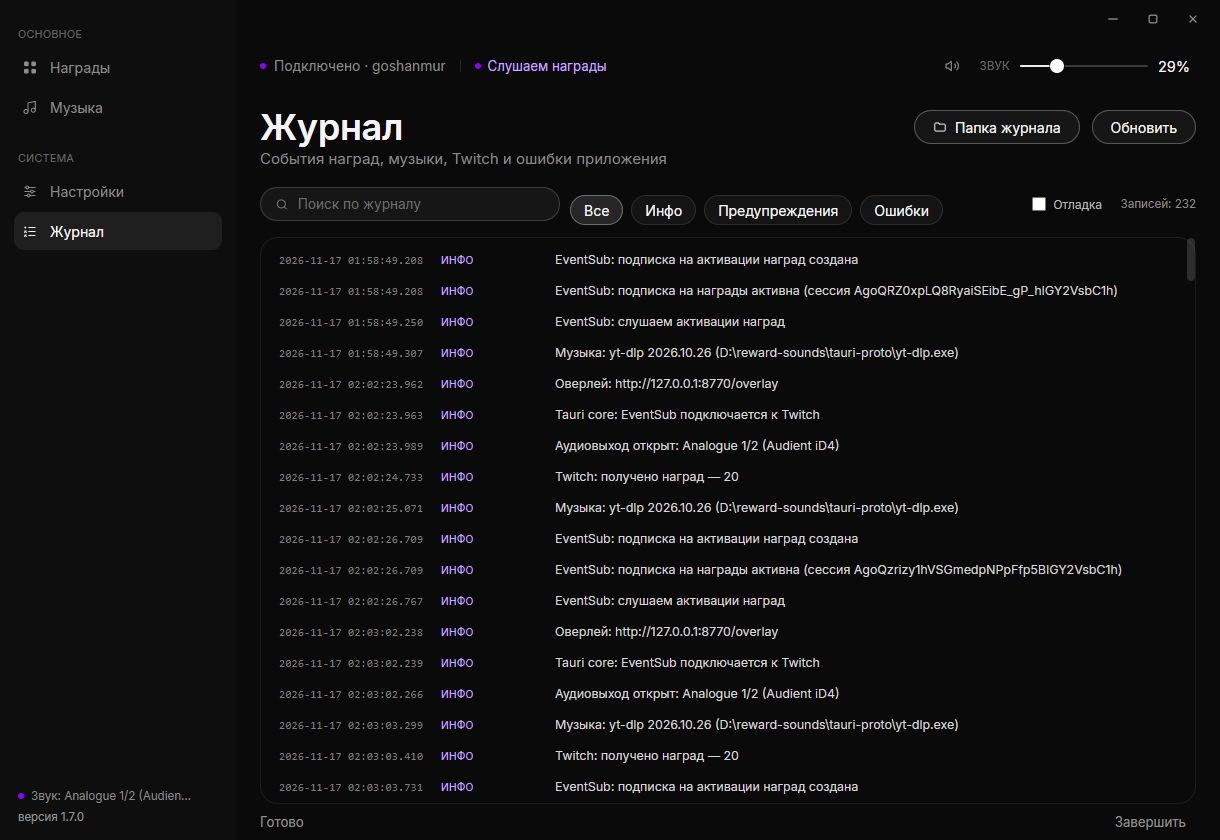 ОСНОВНОЕ
Награды
Музыка
СИСТЕМА
Настройки
Журнал
Звук: Analogue 1/2 (Audien...
версия 1.7.0
Подключено · goshanmur
Слушаем награды
ЗВУК
29%
Журнал
События наград, музыки, Twitch и ошибки приложения
Папка журнала
Обновить
Поиск по журналу
Все
Инфо
Предупреждения
Ошибки
Отладка
Записей: 232
2026-11-17 01:58:49.208 ИНФО EventSub: подписка на активации наград создана
2026-11-17 01:58:49.208 ИНФО EventSub: подписка на награды активна (сессия AgoQRZ0xpLQ8RyaiSEibE_gP_hIGY2VsbC1h)
2026-11-17 01:58:49.250 ИНФО EventSub: слушаем активации наград
2026-11-17 01:58:49.307 ИНФО Музыка: yt-dlp 2026.10.26 (D:\reward-sounds\tauri-proto\yt-dlp.exe)
2026-11-17 02:02:23.962 ИНФО Оверлей: http://127.0.0.1:8770/overlay
2026-11-17 02:02:23.963 ИНФО Tauri core: EventSub подключается к Twitch
2026-11-17 02:02:23.989 ИНФО Аудиовыход открыт: Analogue 1/2 (Audient iD4)
2026-11-17 02:02:24.733 ИНФО Twitch: получено наград — 20
2026-11-17 02:02:25.071 ИНФО Музыка: yt-dlp 2026.10.26 (D:\reward-sounds\tauri-proto\yt-dlp.exe)
2026-11-17 02:02:26.709 ИНФО EventSub: подписка на активации наград создана
2026-11-17 02:02:26.709 ИНФО EventSub: подписка на награды активна (сессия AgoQzrizy1hVSGmedpNPpFfp5BIGY2VsbC1h)
2026-11-17 02:02:26.767 ИНФО EventSub: слушаем активации наград
2026-11-17 02:03:02.238 ИНФО Оверлей: http://127.0.0.1:8770/overlay
2026-11-17 02:03:02.239 ИНФО Tauri core: EventSub подключается к Twitch
2026-11-17 02:03:02.266 ИНФО Аудиовыход открыт: Analogue 1/2 (Audient iD4)
2026-11-17 02:03:03.299 ИНФО Музыка: yt-dlp 2026.10.26 (D:\reward-sounds\tauri-proto\yt-dlp.exe)
2026-11-17 02:03:03.410 ИНФО Twitch: получено наград — 20
2026-11-17 02:03:03.731 ИНФО EventSub: подписка на активации наград создана
Готово
Завершить